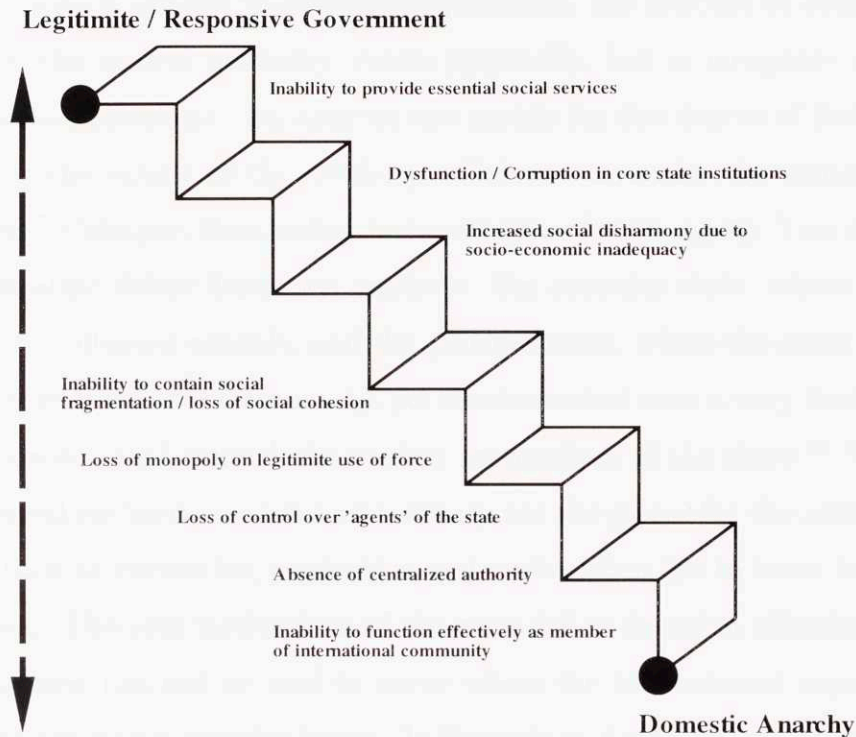 Legitimite / Responsive Government
Inability to provide essential social services
Dysfunction / Corruption in core state institutions
Increased social disharmony due to
socio-economic inadequacy
Inability to contain social
fragmentation / loss of social cohesion
Loss of monopoly on legitimite use of force
Loss of control over 'agents' of the state
Absence of centralized authority
Inability to function effectively as member
of international community
Domestic Anarchy